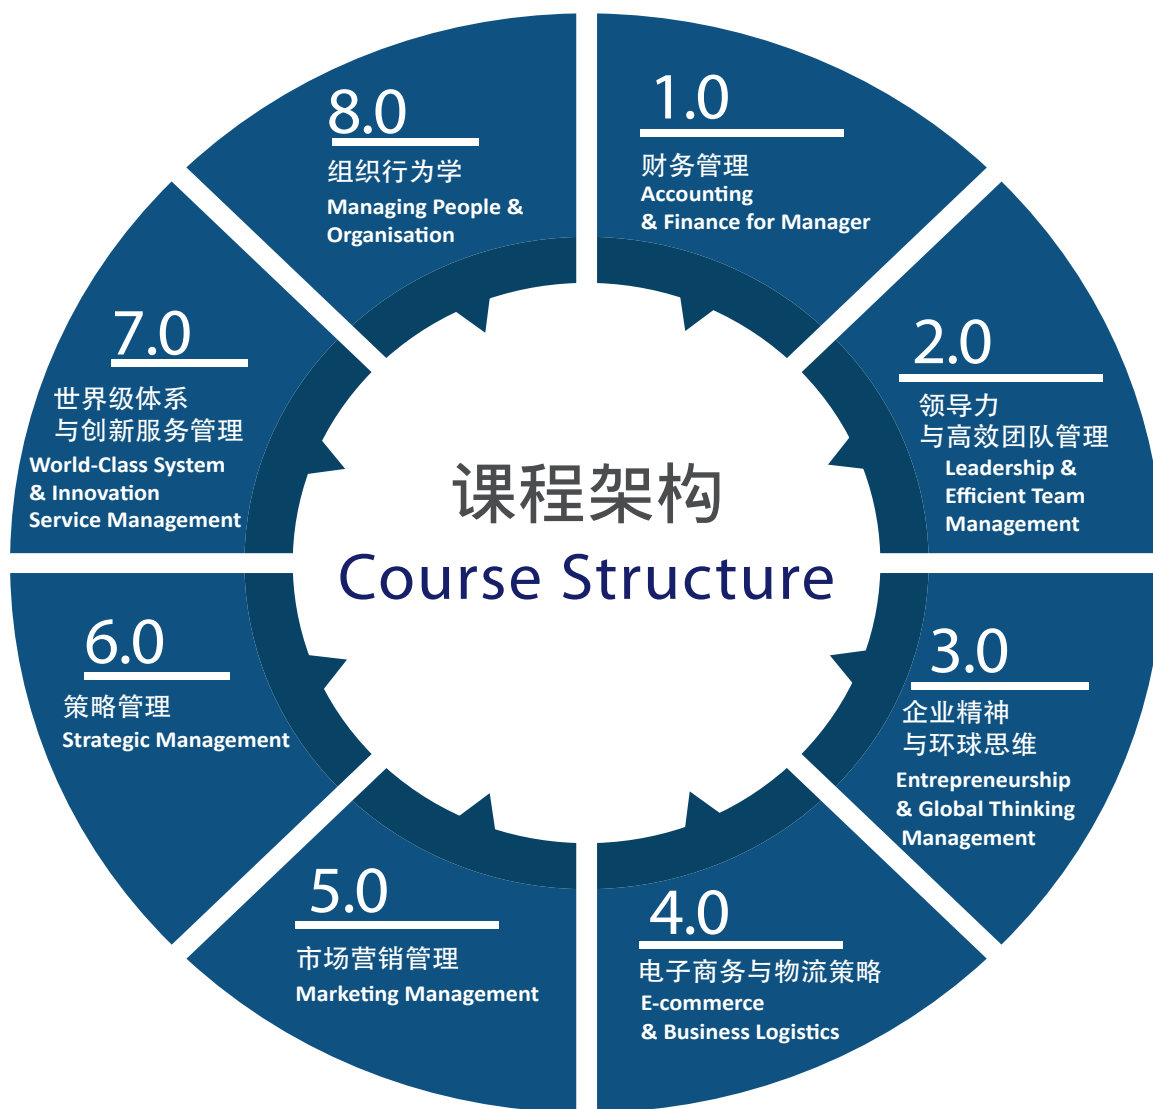 课程架构
Course Structure
1.0
财务管理
Accounting
& Finance for Manager
2.0
领导力
与高效团队管理
Leadership &
Efficient Team
Management
3.0
企业精神
与环球思维
Entrepreneurship
& Global Thinking
Management
4.0
电子商务与物流策略
E-commerce
& Business Logistics
5.0
市场营销管理
Marketing Management
6.0
策略管理
Strategic Management
7.0
世界级体系
与创新服务管理
World-Class System
& Innovation
Service Management
8.0
组织行为学
Managing People &
Organisation